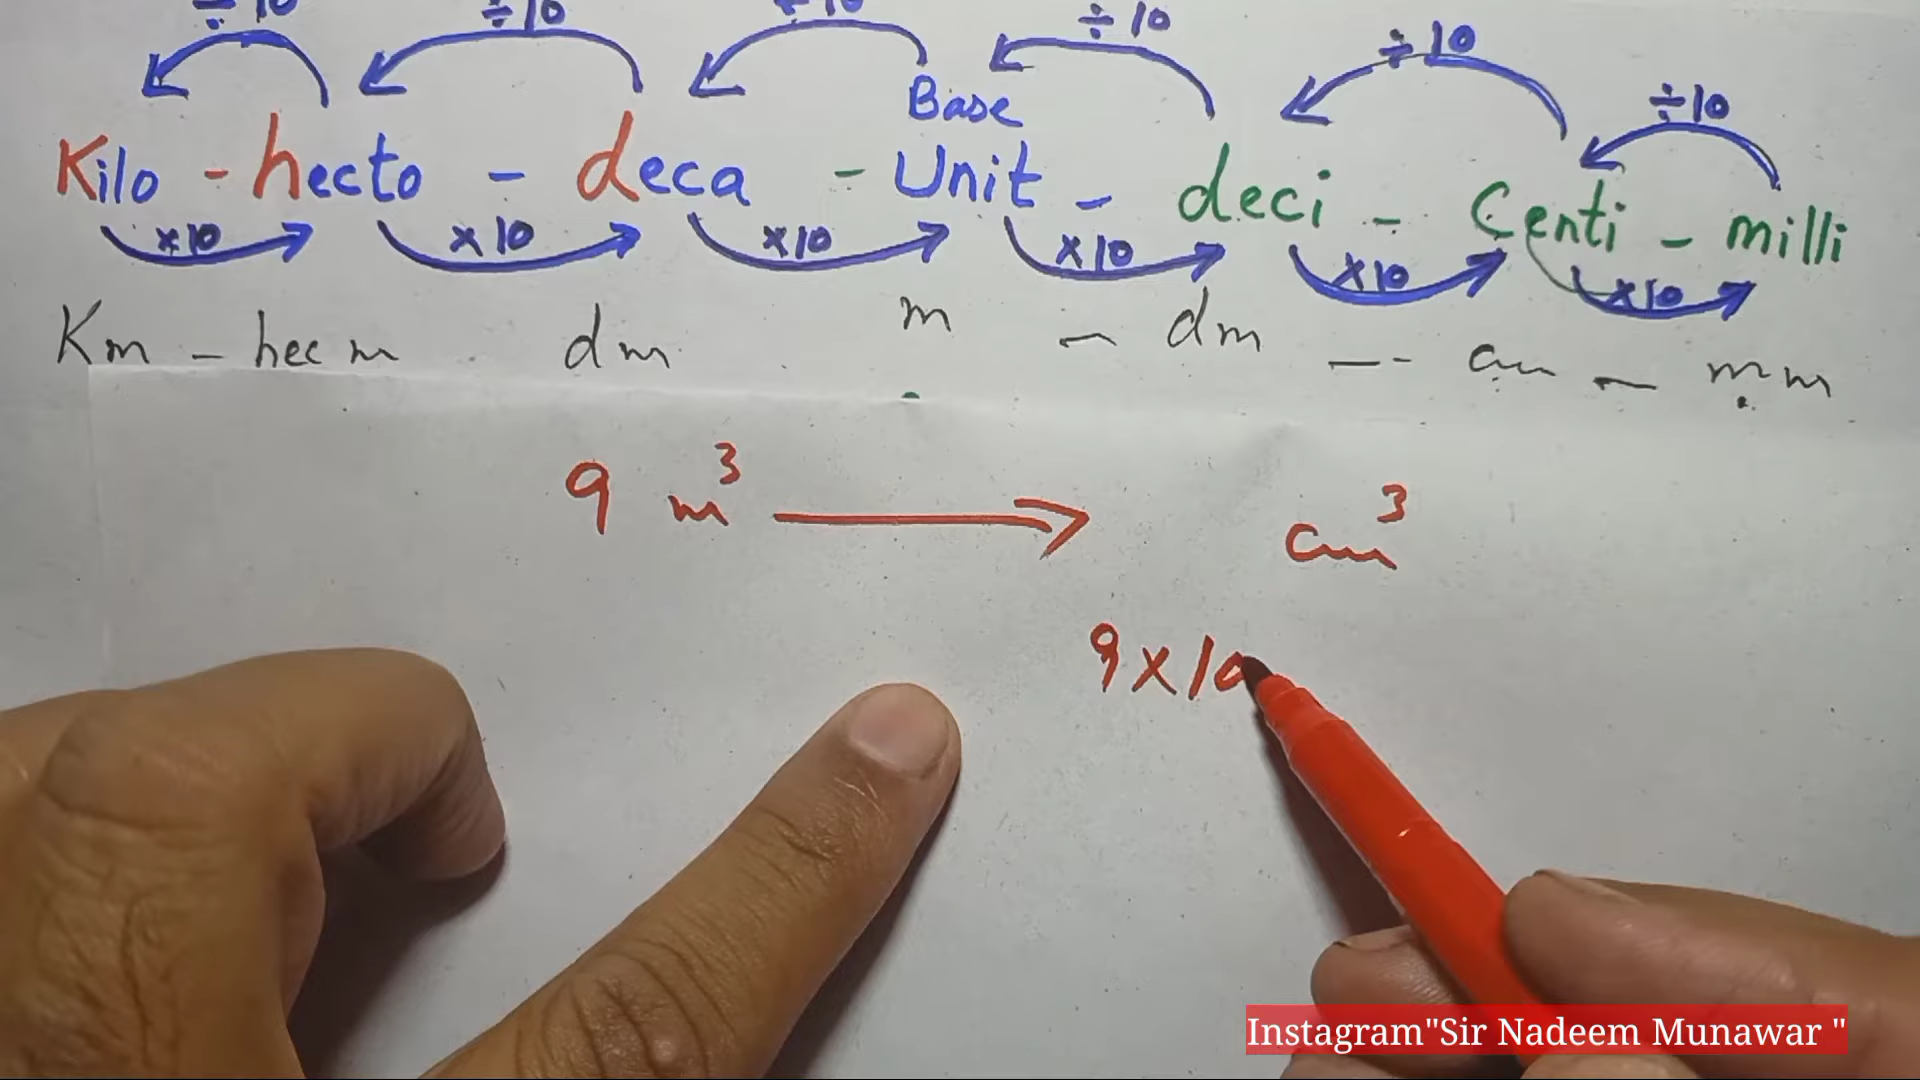 ÷10 ÷10 ÷10 ÷10 ÷10 ÷10
Base
Kilo - hecto - deca - Unit - deci - Centi - milli
×10 ×10 ×10 ×10 ×10 ×10
Km - hecm dm m - dm -- cm - mm
9 m³ → cm³
9×10
Instagram"Sir Nadeem Munawar "